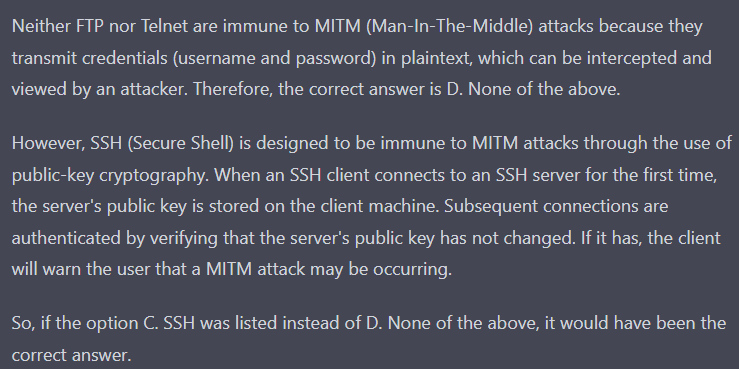 Neither FTP nor Telnet are immune to MITM (Man-In-The-Middle) attacks because they
transmit credentials (username and password) in plaintext, which can be intercepted and
viewed by an attacker. Therefore, the correct answer is D. None of the above.
However, SSH (Secure Shell) is designed to be immune to MITM attacks through the use of
public-key cryptography. When an SSH client connects to an SSH server for the first time,
the server's public key is stored on the client machine. Subsequent connections are
authenticated by verifying that the server's public key has not changed. If it has, the client
will warn the user that a MITM attack may be occurring.
So, if the option C. SSH was listed instead of D. None of the above, it would have been the
correct answer.